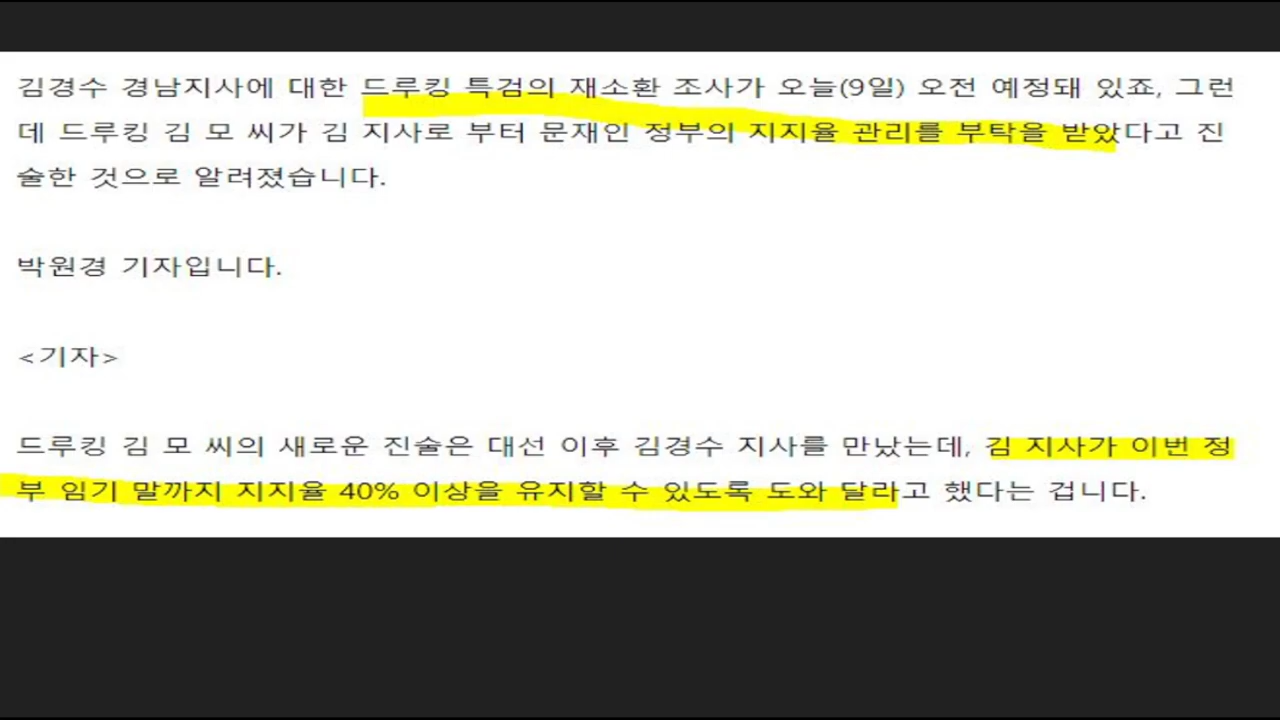 김경수 경남지사에 대한 드루킹 특검의 재소환 조사가 오늘(9일) 오전 예정돼 있죠, 그런
데 드루킹 김 모 씨가 김 지사로 부터 문재인 정부의 지지율 관리를 부탁을 받았다고 진
술한 것으로 알려졌습니다.
박원경 기자입니다.
<기자>
드루킹 김 모 씨의 새로운 진술은 대선 이후 김경수 지사를 만났는데, 김 지사가 이번 정
부 임기 말까지 지지율 40% 이상을 유지할 수 있도록 도와 달라고 했다는 겁니다.